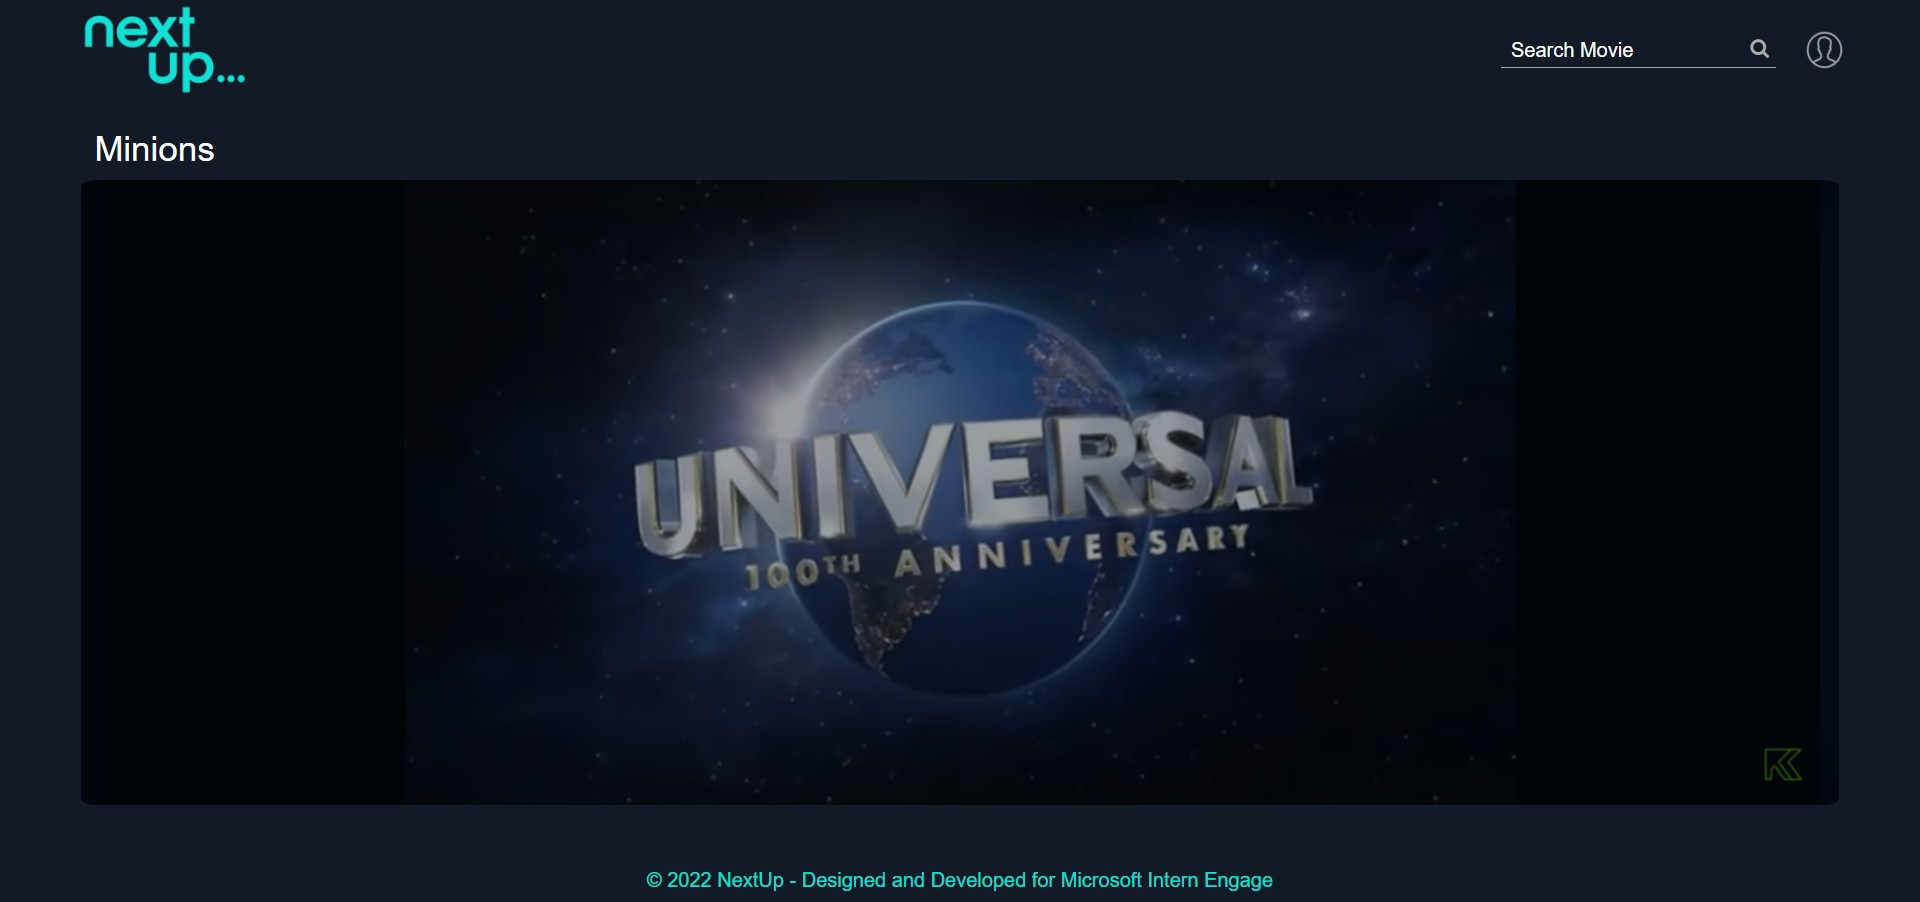 next
up...
Search Movie
Minions
UNIVERSAL
100TH ANNIVERSARY
© 2022 NextUp - Designed and Developed for Microsoft Intern Engage